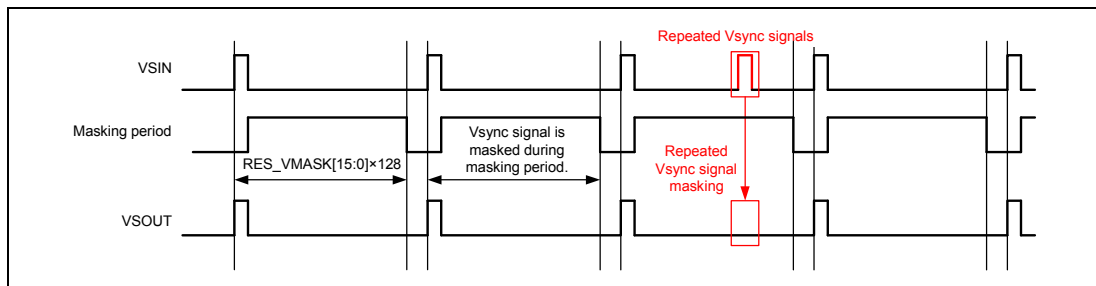 Repeated Vsync signals
VSIN
Masking period
Vsync signal is
masked during
masking period.
RES_VMASK[15:0]×128
Repeated
Vsync signal
masking
VSOUT